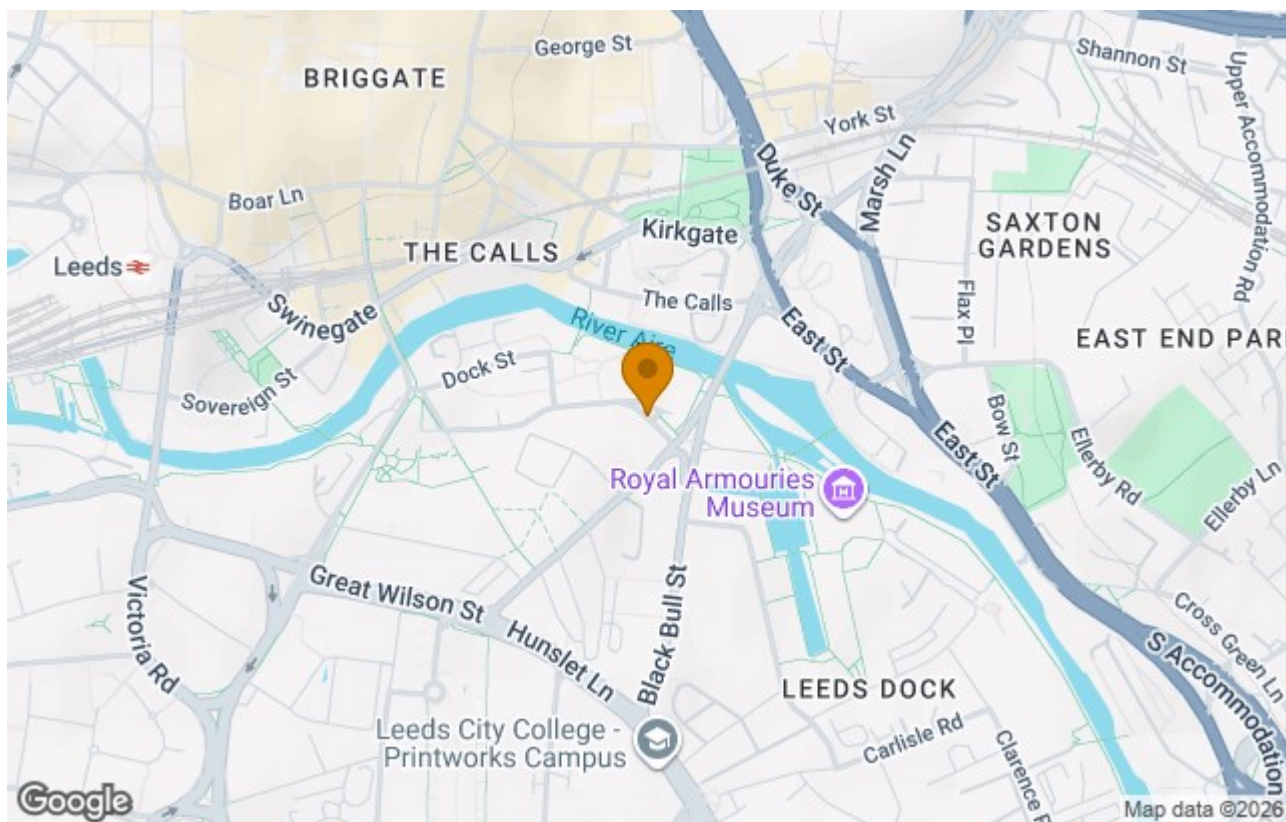 George St
Shannon St
Upper Accommodation Rd
BRIGGATE
York St
Duke St
Marsh Ln
Boar Ln
Kirkgate
SAXTON
GARDENS
THE CALLS
Leeds
The Calls
Swinegate
Flax Pl
River Aire
East St
EAST END PAR
Dock St
Sovereign St
Bow St
East St
Ellerby Rd
Ellerby Ln
Royal Armouries
Museum
Great Wilson St
Victoria Rd
Black Bull St
Hunslet Ln
Cross Green Ln
S Accommodation
LEEDS DOCK
Leeds City College -
Printworks Campus
Carlisle Rd
Clarence R
Google
Map data ©2026